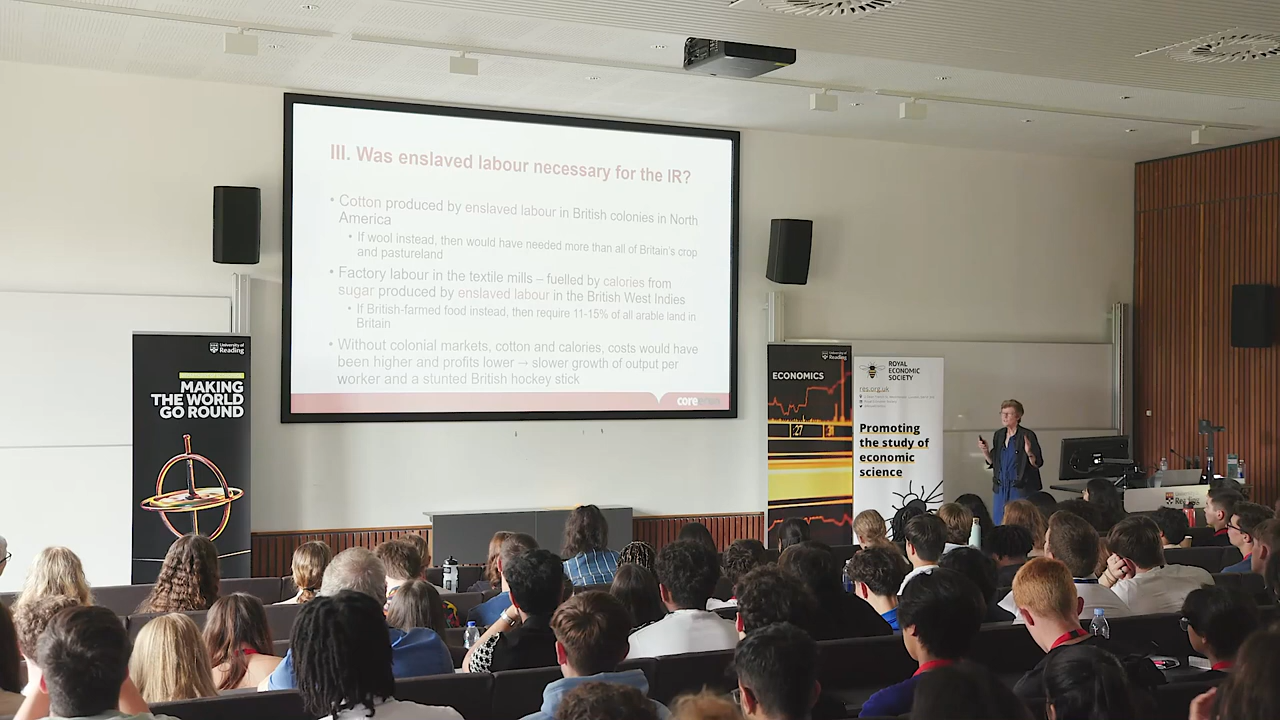 III. Was enslaved labour necessary for the IR?
• Cotton produced by enslaved labour in British colonies in North
America
• If wool instead, then would have needed more than all of Britain's crop
and pastureland
• Factory labour in the textile mills – fuelled by calories from
sugar produced by enslaved labour in the British West Indies
• If British-farmed food instead, then require 11-15% of all arable land in
Britain
• Without colonial markets, cotton and calories, costs would have
been higher and profits lower → slower growth of output per
worker and a stunted British hockey stick
core
University of
Reading
MAKING
THE WORLD
GO ROUND
University of
Reading
ECONOMICS
:27
ROYAL
ECONOMIC
SOCIETY
res.org.uk
Promoting
the study of
economic
science
Reading